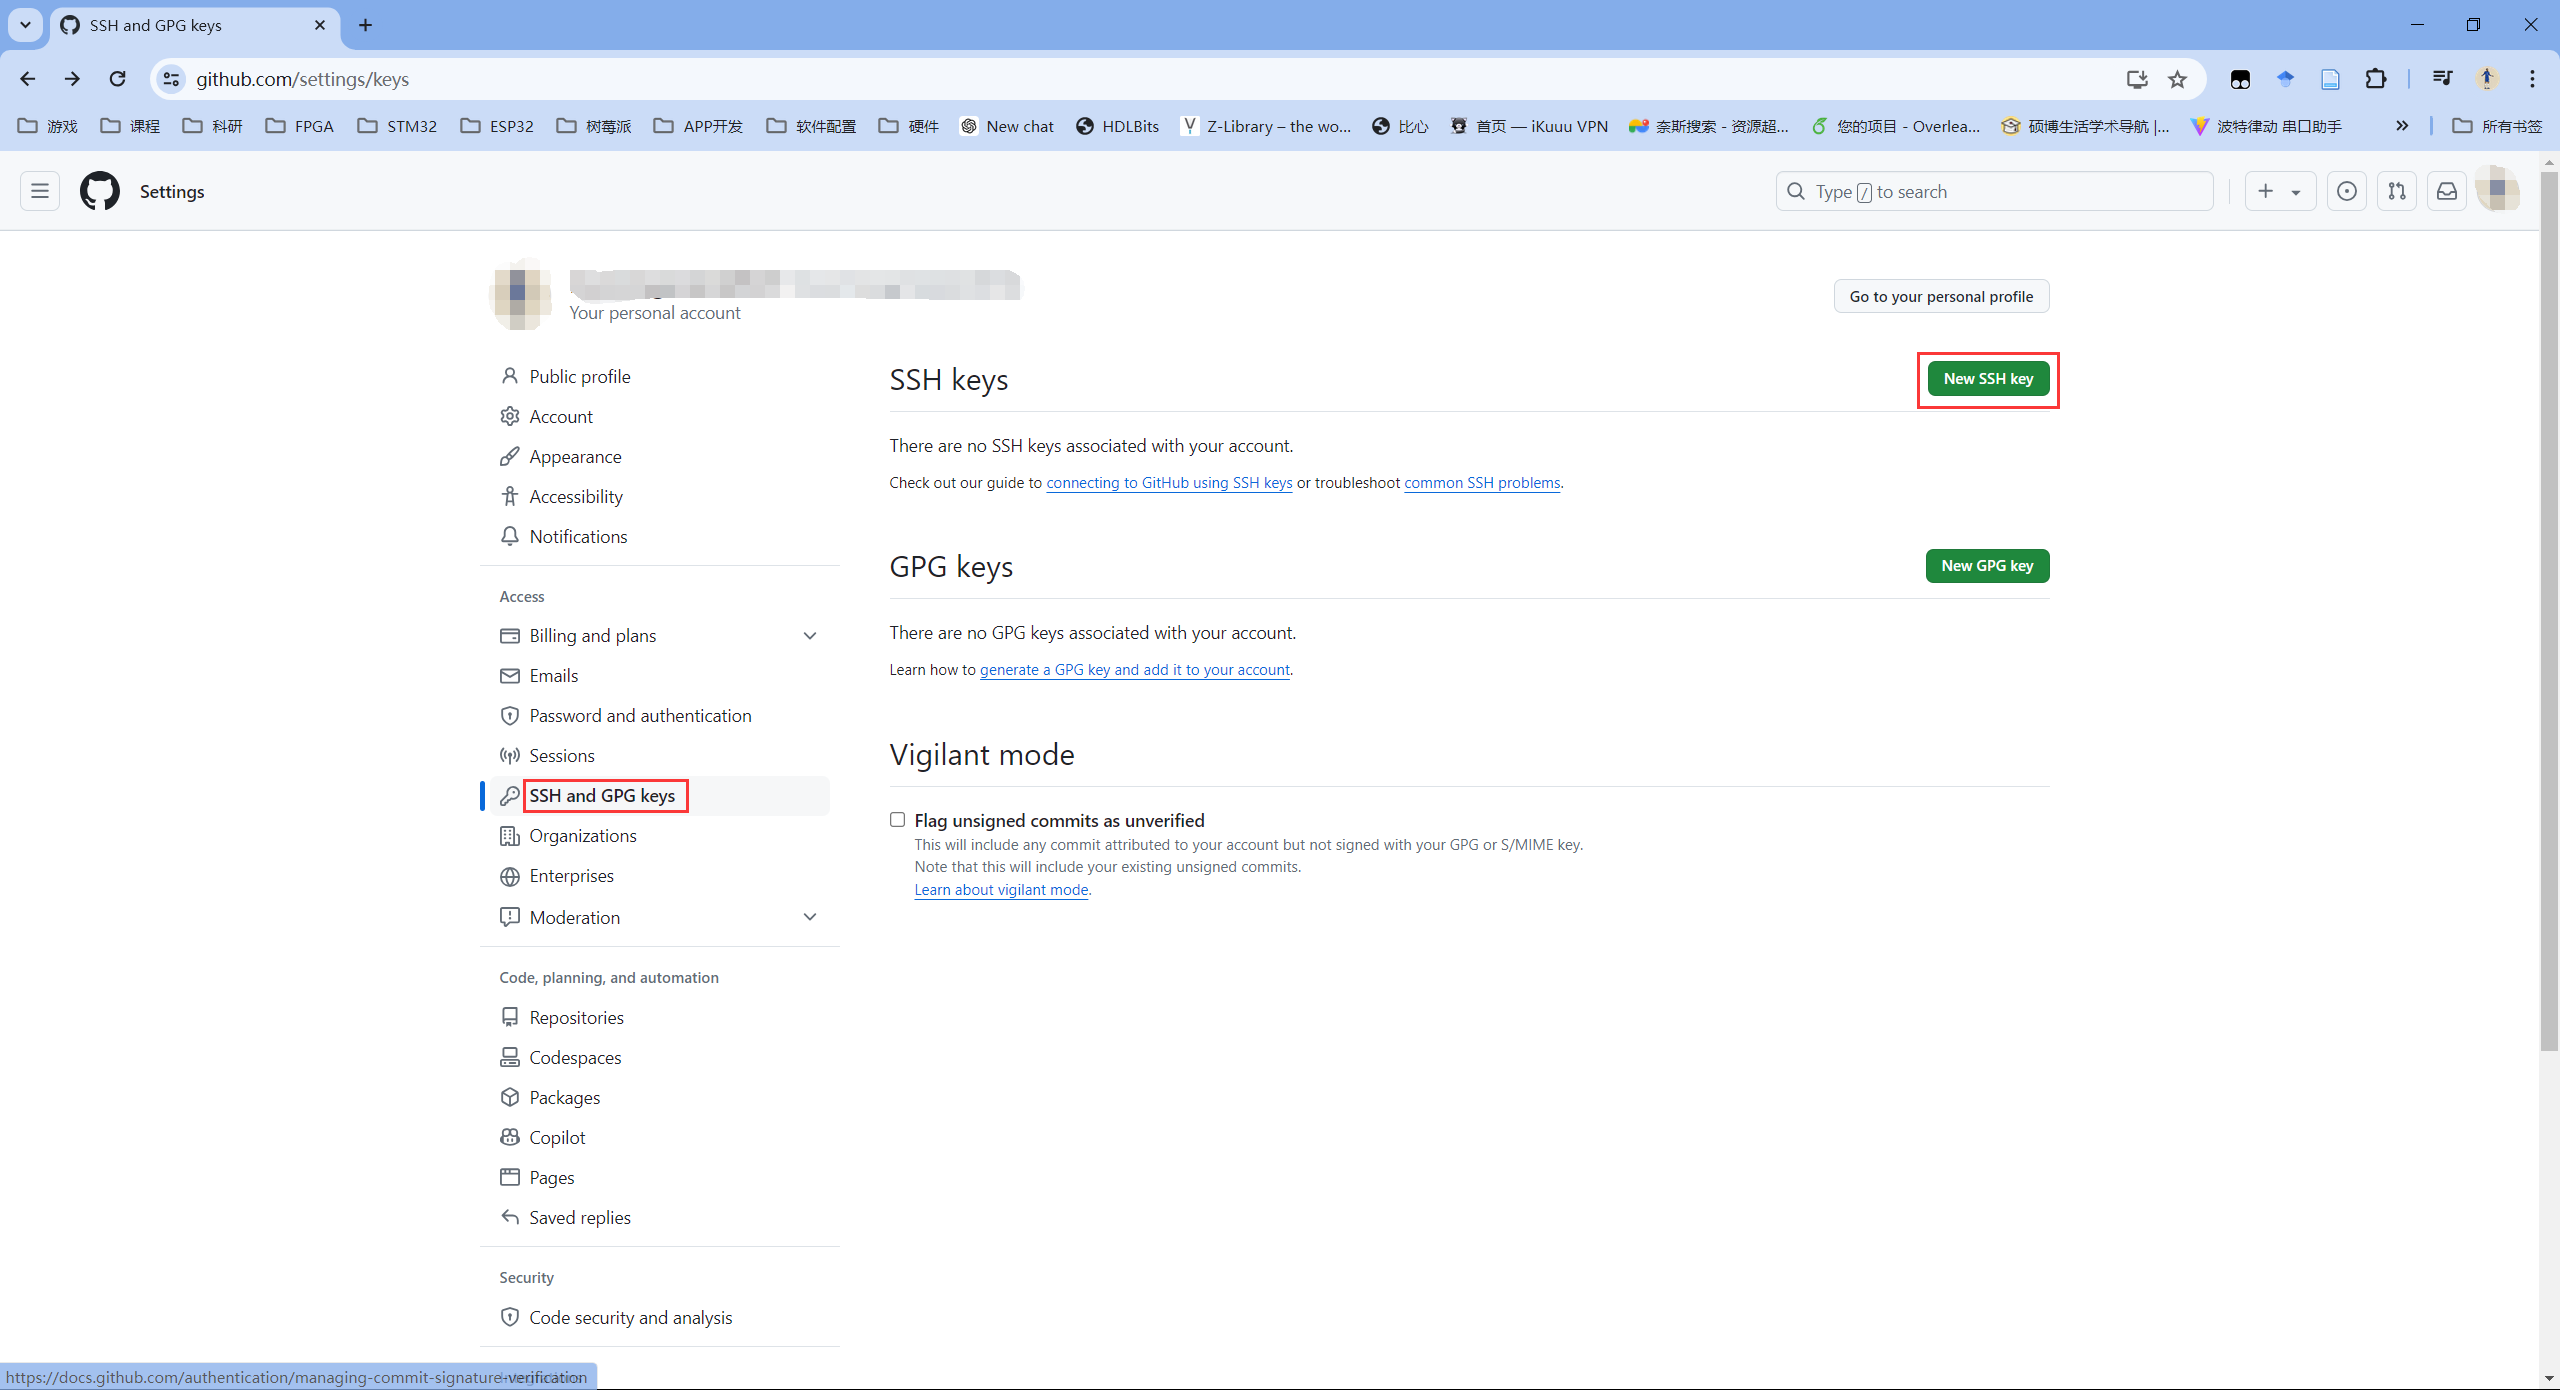 SSH and GPG keys
github.com/settings/keys
游戏 课程 科研 FPGA STM32 ESP32 树莓派 APP开发 软件配置 硬件 New chat HDLBits Z-Library – the wo... 比心 首页 — iKuuu VPN 奈斯搜索 - 资源超... 您的项目 - Overlea... 硕博生活学术导航 |... 波特律动 串口助手 » 所有书签
Settings
Type / to search
Your personal account
Go to your personal profile
Public profile
Account
Appearance
Accessibility
Notifications
Access
Billing and plans
Emails
Password and authentication
Sessions
SSH and GPG keys
Organizations
Enterprises
Moderation
Code, planning, and automation
Repositories
Codespaces
Packages
Copilot
Pages
Saved replies
Security
Code security and analysis
SSH keys
New SSH key
There are no SSH keys associated with your account.
Check out our guide to connecting to GitHub using SSH keys or troubleshoot common SSH problems.
GPG keys
New GPG key
There are no GPG keys associated with your account.
Learn how to generate a GPG key and add it to your account.
Vigilant mode
Flag unsigned commits as unverified
This will include any commit attributed to your account but not signed with your GPG or S/MIME key.
Note that this will include your existing unsigned commits.
Learn about vigilant mode.
https://docs.github.com/authentication/managing-commit-signature-verification